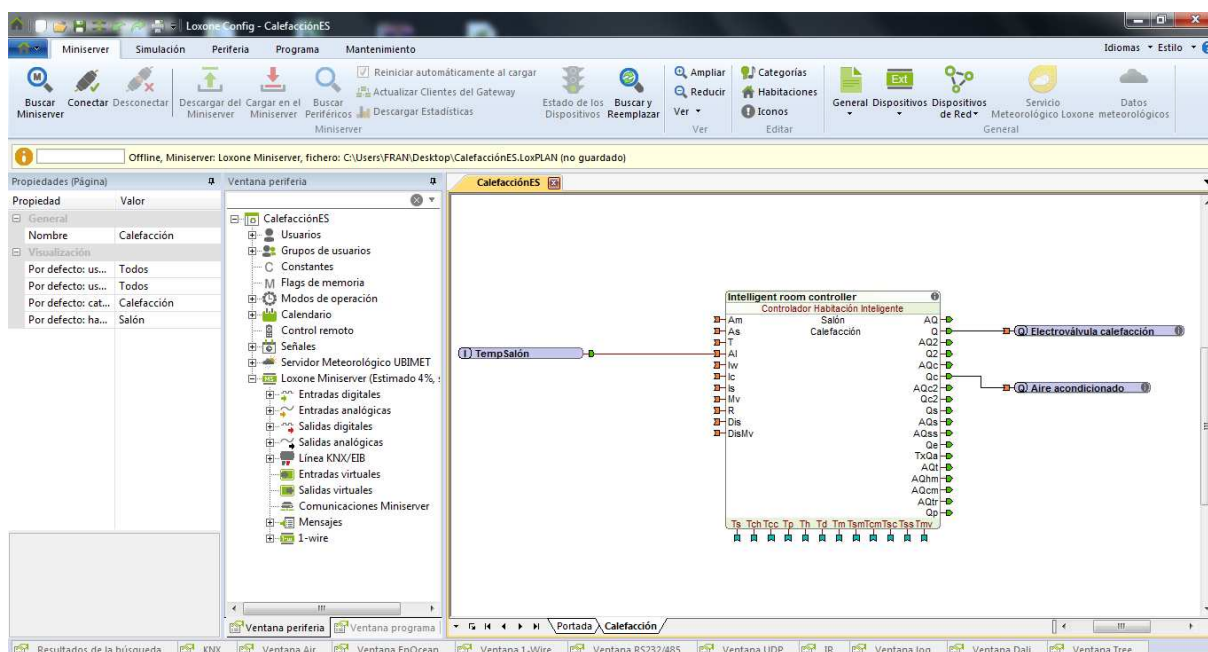 Loxone Config - CalefacciónES
Miniserver Simulación Periferia Programa Mantenimiento Idiomas Estilo
Buscar Miniserver
Conectar
Desconectar
Descargar del Miniserver
Cargar en el Miniserver
Buscar Periféricos
Reiniciar automáticamente al cargar
Actualizar Clientes del Gateway
Descargar Estadísticas
Miniserver
Estado de los Dispositivos
Buscar y Reemplazar
Ampliar
Reducir
Ver
Ver
Categorías
Habitaciones
Iconos
Editar
General
Ext
Dispositivos
Dispositivos de Red
Servicio Meteorológico Loxone
Datos meteorológicos
General
Offline, Miniserver: Loxone Miniserver, fichero: C:\Users\FRAN\Desktop\CalefacciónES.LoxPLAN (no guardado)
Propiedades (Página)
Propiedad Valor
General
Nombre Calefacción
Visualización
Por defecto: us... Todos
Por defecto: us... Todos
Por defecto: cat... Calefacción
Por defecto: ha... Salón
Ventana periferia
CalefacciónES
Usuarios
Grupos de usuarios
C Constantes
M Flags de memoria
Modos de operación
Calendario
Control remoto
Señales
Servidor Meteorológico UBIMET
Loxone Miniserver (Estimado 4%,
Entradas digitales
Entradas analógicas
Salidas digitales
Salidas analógicas
Línea KNX/EIB
Entradas virtuales
Salidas virtuales
Comunicaciones Miniserver
Mensajes
1-wire
Ventana periferia Ventana programa
CalefacciónES
(I) TempSalón
Intelligent room controller
Controlador Habitación Inteligente
Am Salón AQ
As Calefacción Q
T AQ2
AI Q2
Iw AQc
Ic Qc
Is AQc2
Mv Qc2
R Qs
Dis AQs
DisMv AQss
Qe
TxQa
AQt
AQhm
AQcm
AQtr
Qp
Ts Tch Tcc Tp Th Td Tm Tsm Tcm Tsc Tss Tmv
(Q) Electroválvula calefacción
(Q) Aire acondicionado
Portada Calefacción
Resultados de la búsqueda KNX Ventana Air Ventana EnOcean Ventana 1-Wire Ventana RS232/485 Ventana UDP IR Ventana log Ventana Dali Ventana Tree